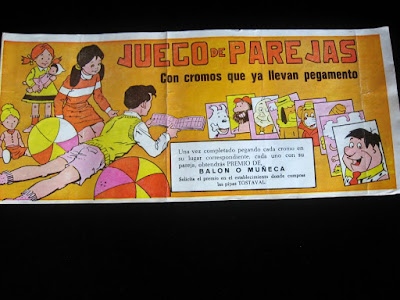 JUEGO DE PAREJAS
Con cromos que ya llevan pegamento
Una vez completado pegando cada cromo en
su lugar correspondiente, cada uno con su
pareja, obtendrás PREMIO DE,
BALON O MUÑECA
Solicita el premio en el establecimiento donde compras
las pipas TOSTAVAL.